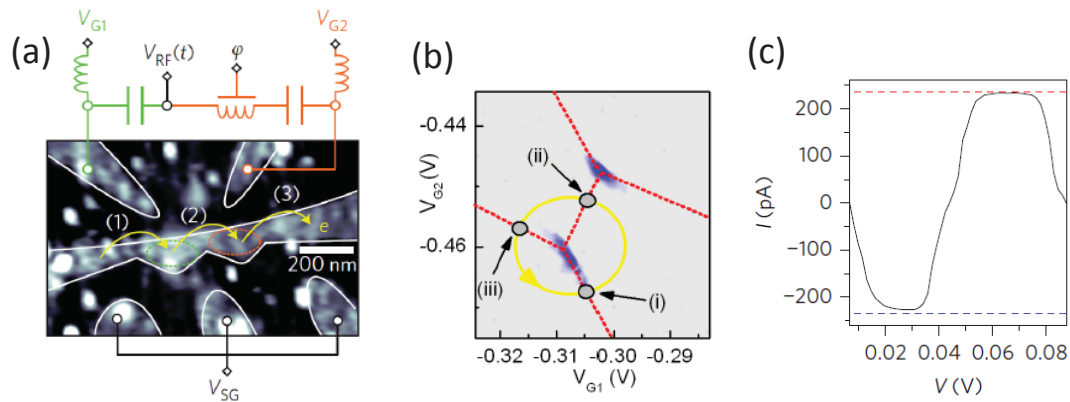 (a)
V_G1
V_RF(t)
φ
V_G2
(1)
(2)
(3)
e
200 nm
V_SG
(b)
V_G2 (V)
-0.44
-0.46
(ii)
(iii)
(i)
-0.32 -0.31 -0.30 -0.29
V_G1 (V)
(c)
I (pA)
200
100
0
−100
−200
0.02 0.04 0.06 0.08
V (V)